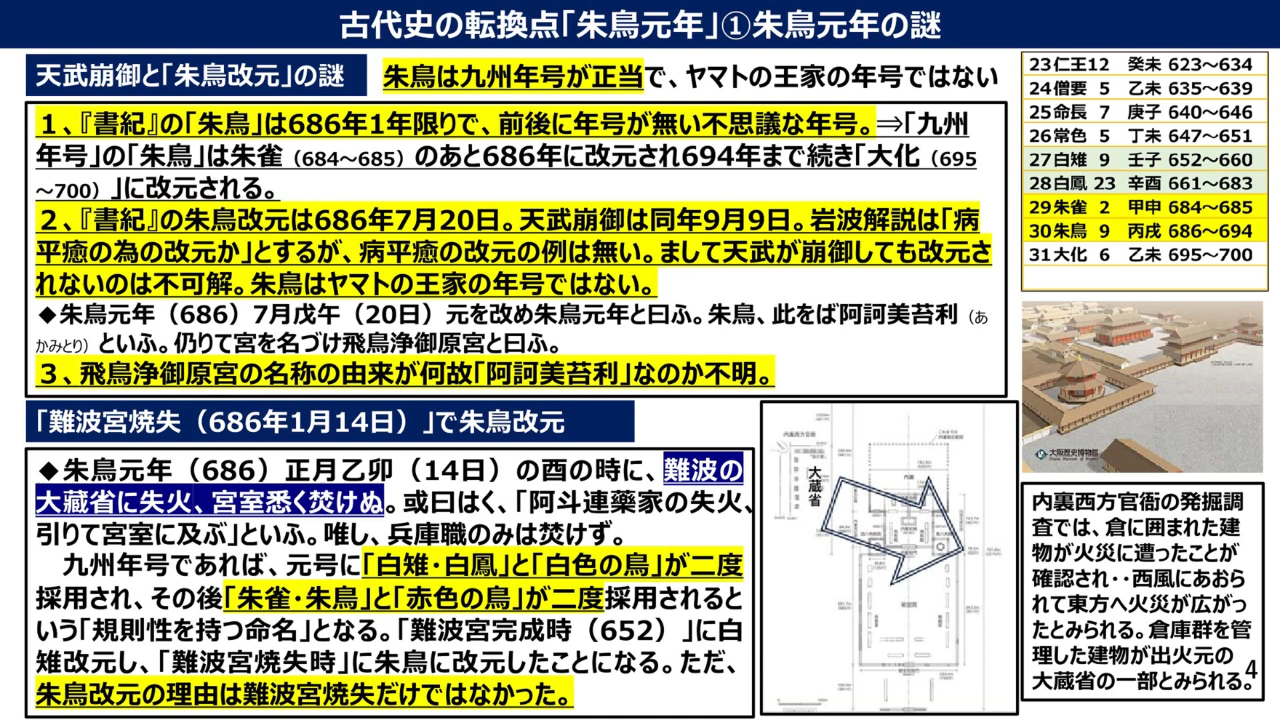 古代史の転換点「朱鳥元年」①朱鳥元年の謎
天武崩御と「朱鳥改元」の謎
朱鳥は九州年号が正当で、ヤマトの王家の年号ではない
１、『書紀』の「朱鳥」は686年1年限りで、前後に年号が無い不思議な年号。⇒「九州
年号」の「朱鳥」は朱雀（684～685）のあと686年に改元され694年まで続き「大化（695
～700）」に改元される。
２、『書紀』の朱鳥改元は686年7月20日。天武崩御は同年9月9日。岩波解説は「病
平癒の為の改元か」とするが、病平癒の改元の例は無い。まして天武が崩御しても改元さ
れないのは不可解。朱鳥はヤマトの王家の年号ではない。
◆朱鳥元年（686）7月戊午（20日）元を改め朱鳥元年と曰ふ。朱鳥、此をば阿訶美苔利（あ
かみとり）といふ。仍りて宮を名づけ飛鳥浄御原宮と曰ふ。
３、飛鳥浄御原宮の名称の由来が何故「阿訶美苔利」なのか不明。
23仁王12 癸未 623～634
24僧要 5 乙未 635～639
25命長 7 庚子 640～646
26常色 5 丁未 647～651
27白雉 9 壬子 652～660
28白鳳 23 辛酉 661～683
29朱雀 2 甲申 684～685
30朱鳥 9 丙戌 686～694
31大化 6 乙未 695～700
大阪歴史博物館
「難波宮焼失（686年1月14日）」で朱鳥改元
◆朱鳥元年（686）正月乙卯（14日）の酉の時に、難波の
大蔵省に失火、宮室悉く焚けぬ。或曰はく、「阿斗連藥家の失火、
引りて宮室に及ぶ」といふ。唯し、兵庫職のみは焚けず。
九州年号であれば、元号に「白雉・白鳳」と「白色の鳥」が二度
採用され、その後「朱雀・朱鳥」と「赤色の鳥」が二度採用されると
いう「規則性を持つ命名」となる。「難波宮完成時（652）」に白
雉改元し、「難波宮焼失時」に朱鳥に改元したことになる。ただ、
朱鳥改元の理由は難波宮焼失だけではなかった。
内裏西方官衙
大蔵省
内裏
朝堂院
内裏西方官衙の発掘調
査では、倉に囲まれた建
物が火災に遭ったことが
確認され・・西風にあおら
れて東方へ火災が広がっ
たとみられる。倉庫群を管
理した建物が出火元の
大蔵省の一部とみられる。
4